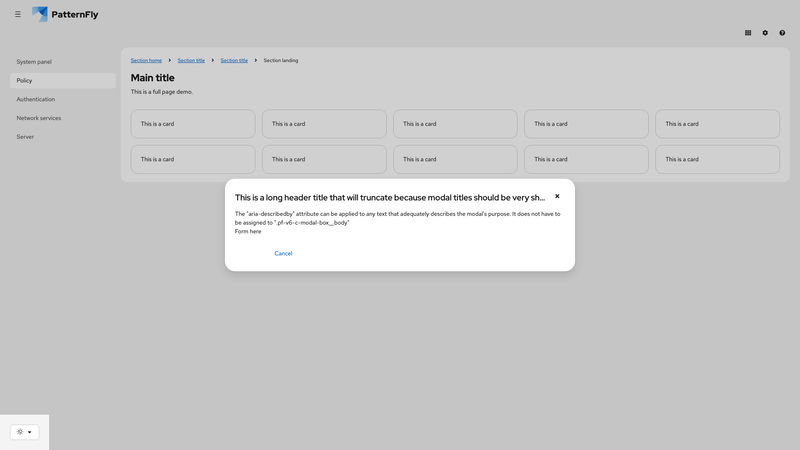 PatternFly
System panel
Policy
Authentication
Network services
Server
Section home
Section title
Section title
Section landing
Main title
This is a full page demo.
This is a card
This is a card
This is a card
This is a card
This is a card
This is a card
This is a card
This is a card
This is a card
This is a card
This is a long header title that will truncate because modal titles should be very sh...
The "aria-describedby" attribute can be applied to any text that adequately describes the modal's purpose. It does not have to
be assigned to ".pf-v6-c-modal-box__body"
Form here
Cancel